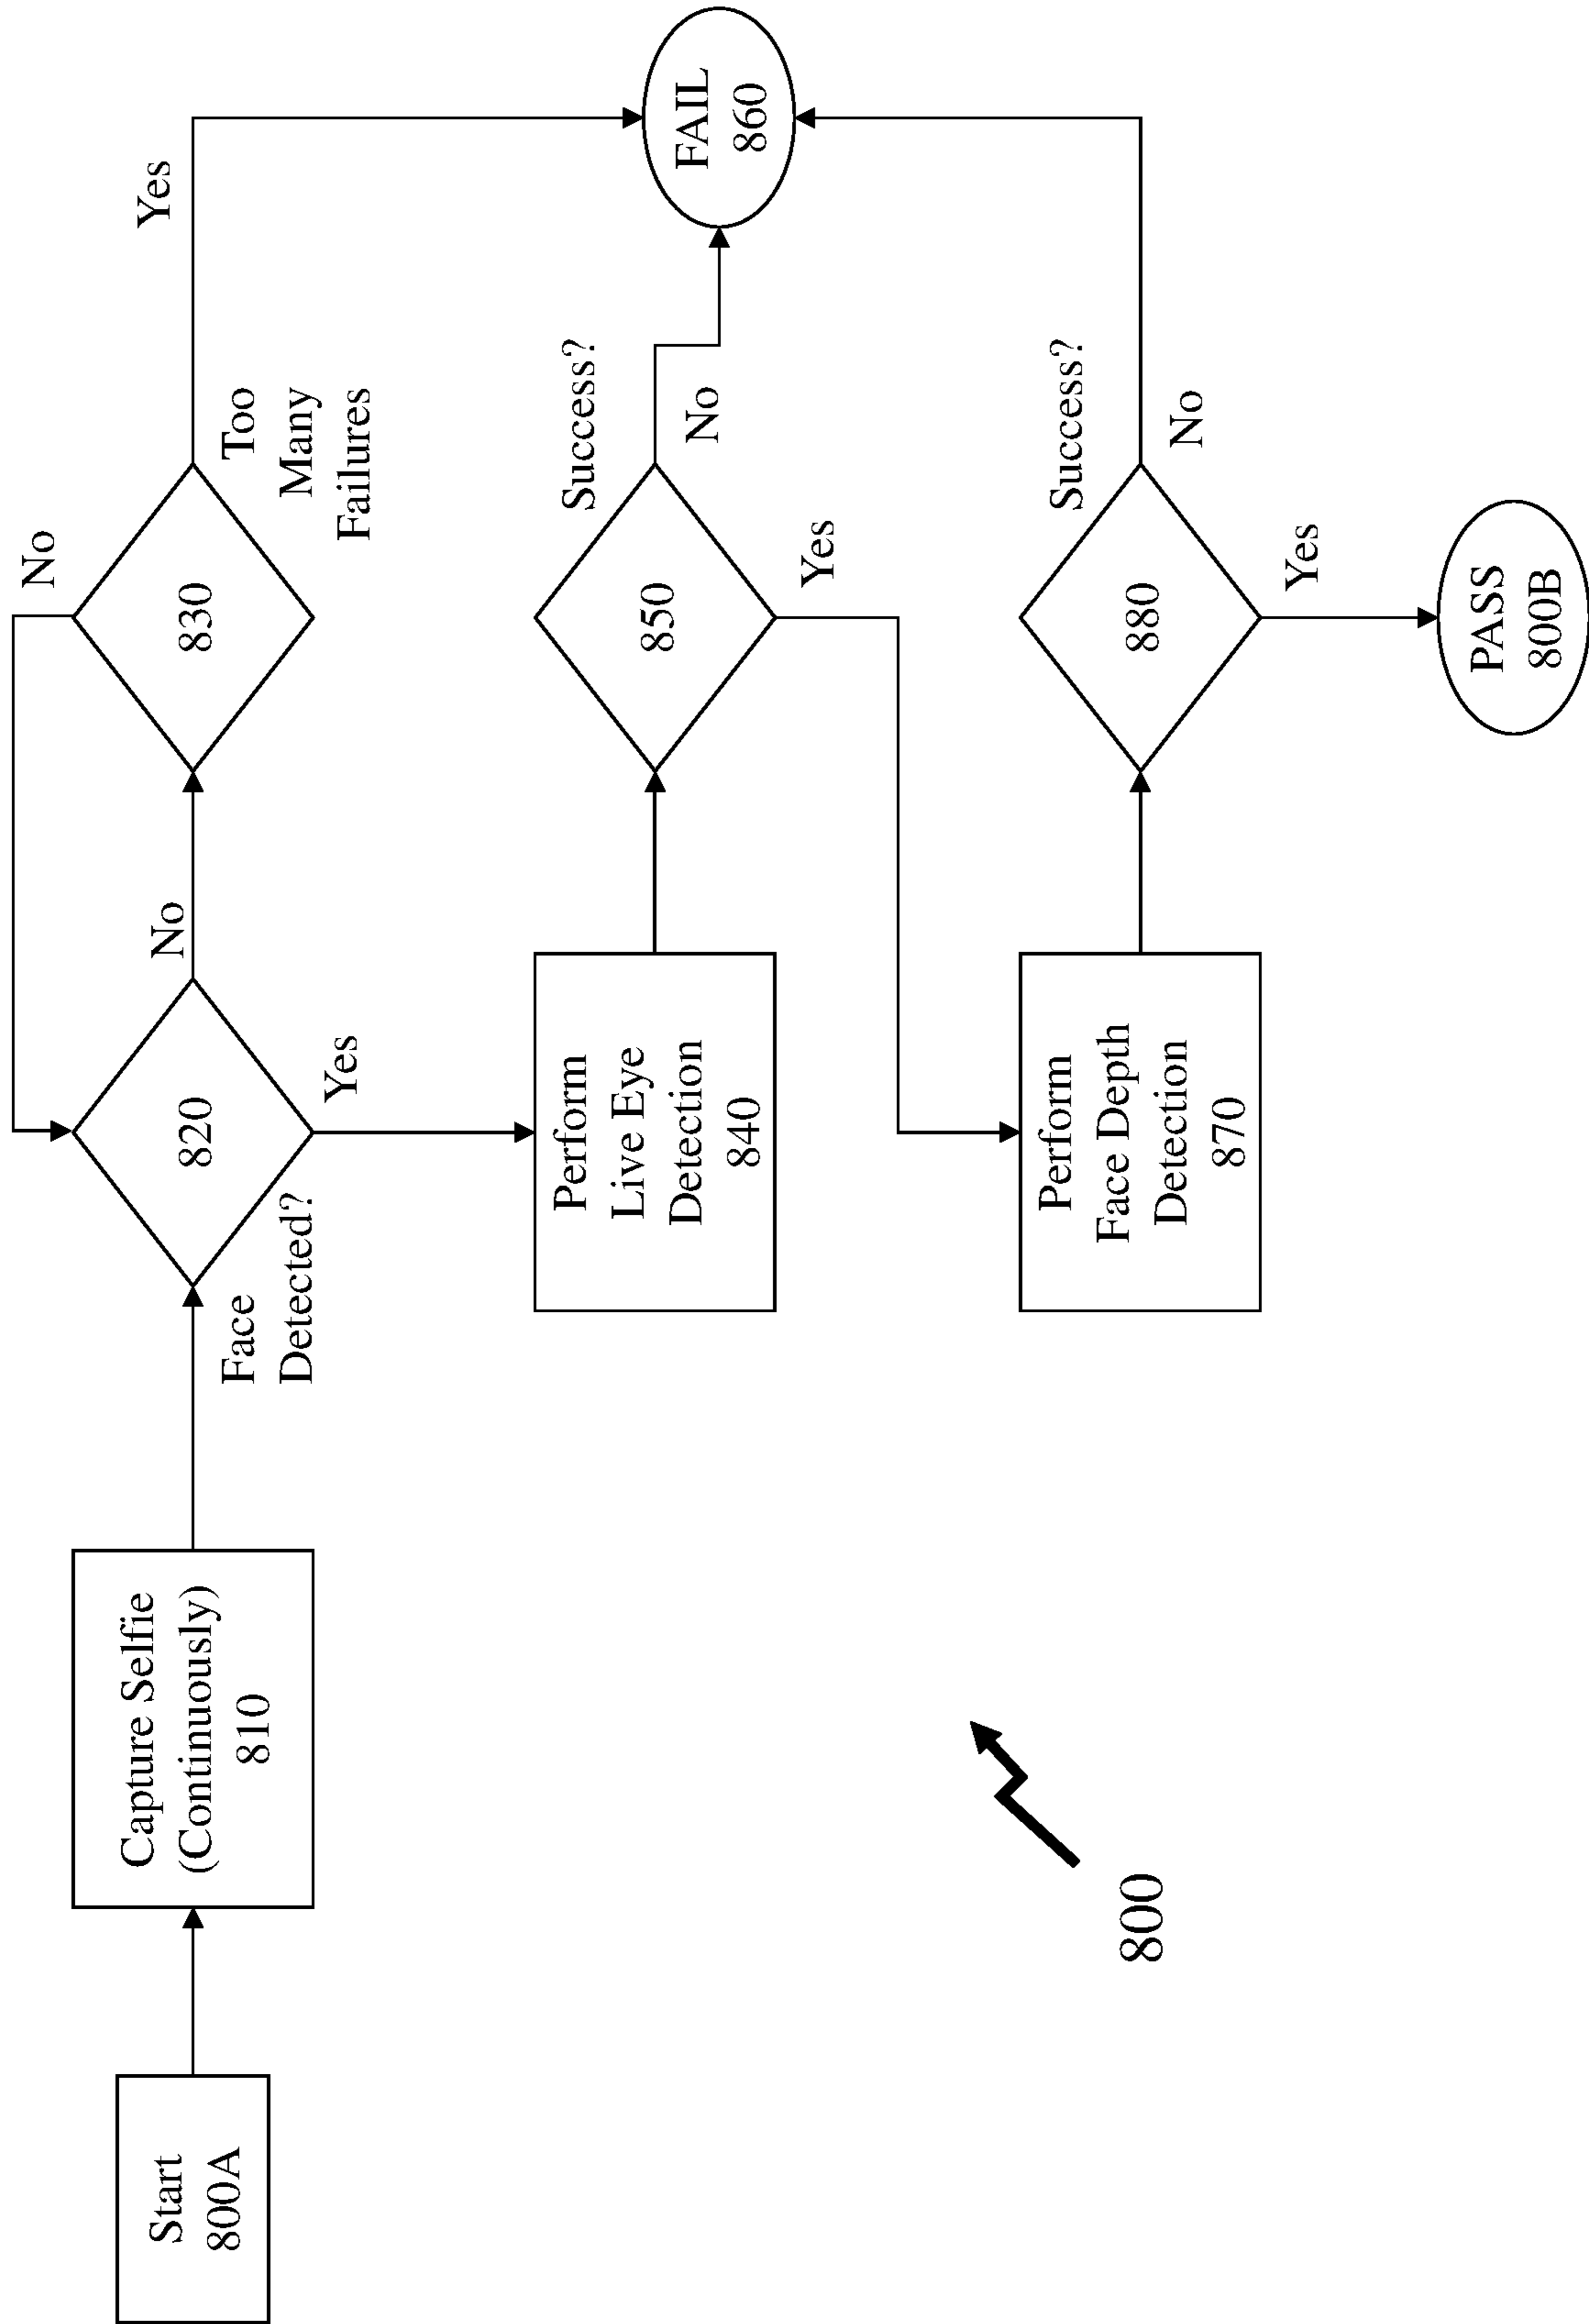 Start
800A
Capture Selfie
(Continuously)
810
Face
Detected?
820
No
Yes
No
830
Too
Many
Failures
Yes
Perform
Live Eye
Detection
840
850
Success?
No
Yes
FAIL
860
Perform
Face Depth
Detection
870
880
Success?
No
Yes
PASS
800B
800